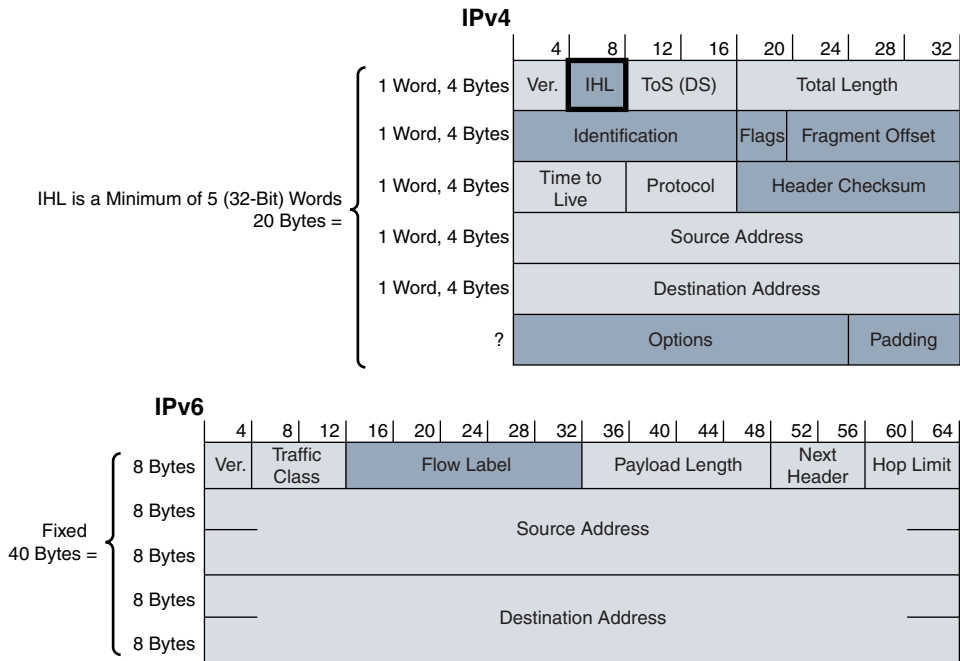 IPv4
4 8 12 16 20 24 28 32
1 Word, 4 Bytes Ver. IHL ToS (DS) Total Length
1 Word, 4 Bytes Identification Flags Fragment Offset
1 Word, 4 Bytes Time to Live Protocol Header Checksum
IHL is a Minimum of 5 (32-Bit) Words
20 Bytes =
1 Word, 4 Bytes Source Address
1 Word, 4 Bytes Destination Address
? Options Padding
IPv6
4 8 12 16 20 24 28 32 36 40 44 48 52 56 60 64
8 Bytes Ver. Traffic Class Flow Label Payload Length Next Header Hop Limit
8 Bytes
Source Address
Fixed
40 Bytes =
8 Bytes
8 Bytes
Destination Address
8 Bytes